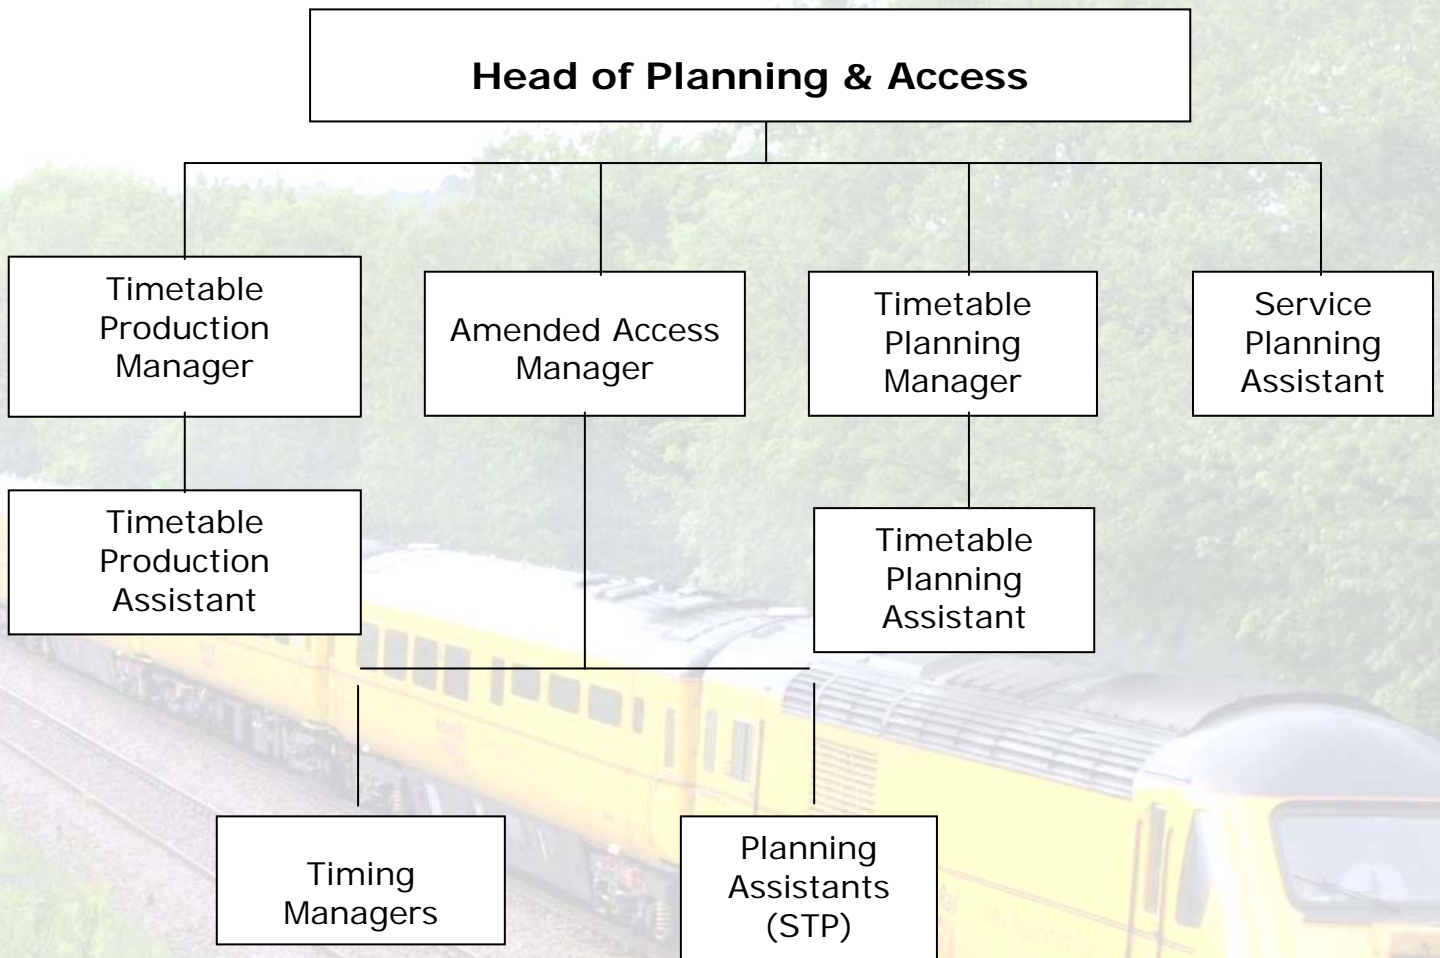 Head of Planning & Access
Timetable
Production
Manager
Amended Access
Manager
Timetable
Planning
Manager
Service
Planning
Assistant
Timetable
Production
Assistant
Timetable
Planning
Assistant
Timing
Managers
Planning
Assistants
(STP)